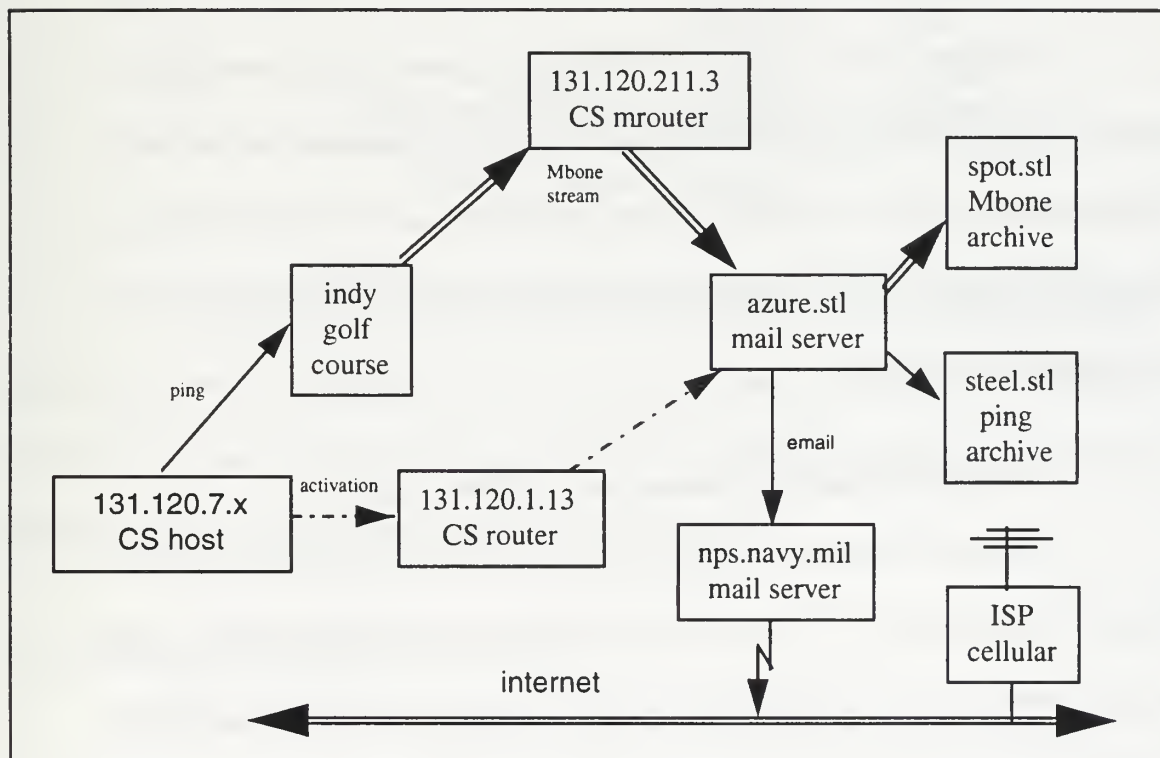 131.120.211.3
CS mrouter
Mbone
stream
spot.stl
Mbone
archive
indy
golf
course
azure.stl
mail server
steel.stl
ping
archive
ping
email
131.120.7.x
CS host
activation
131.120.1.13
CS router
nps.navy.mil
mail server
ISP
cellular
internet